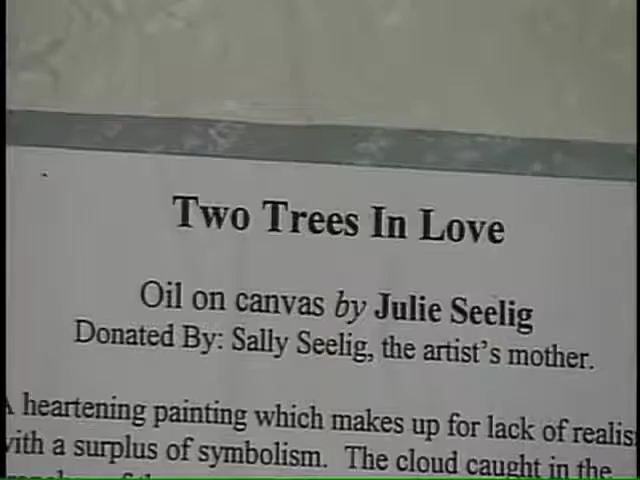 Two Trees In Love
Oil on canvas by Julie Seelig
Donated By: Sally Seelig, the artist's mother.
A heartening painting which makes up for lack of realis
with a surplus of symbolism. The cloud caught in the